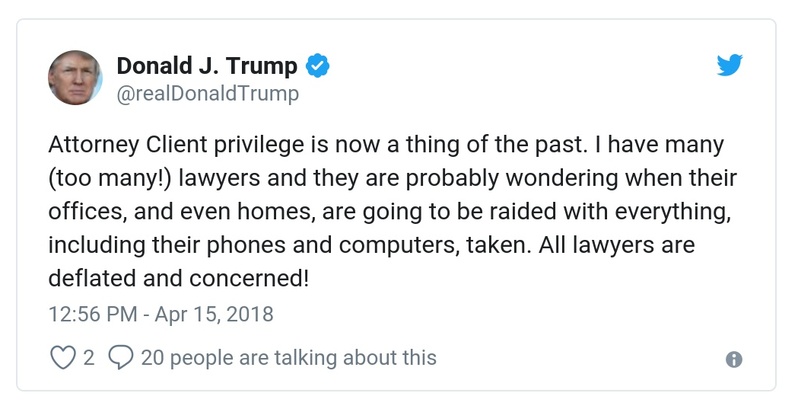 Donald J. Trump
@realDonaldTrump
Attorney Client privilege is now a thing of the past. I have many
(too many!) lawyers and they are probably wondering when their
offices, and even homes, are going to be raided with everything,
including their phones and computers, taken. All lawyers are
deflated and concerned!
12:56 PM - Apr 15, 2018
2 20 people are talking about this